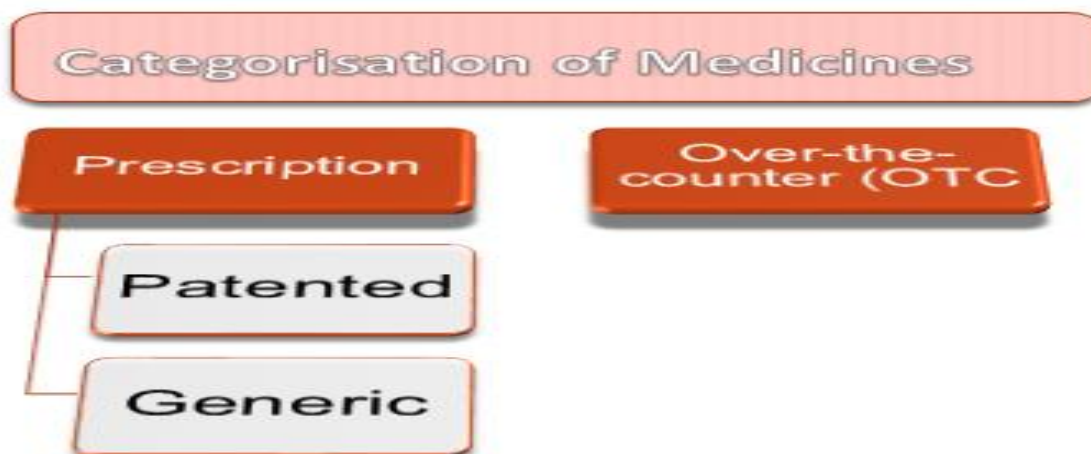 Categorisation of Medicines
Prescription
Over-the-
counter (OTC
Patented
Generic